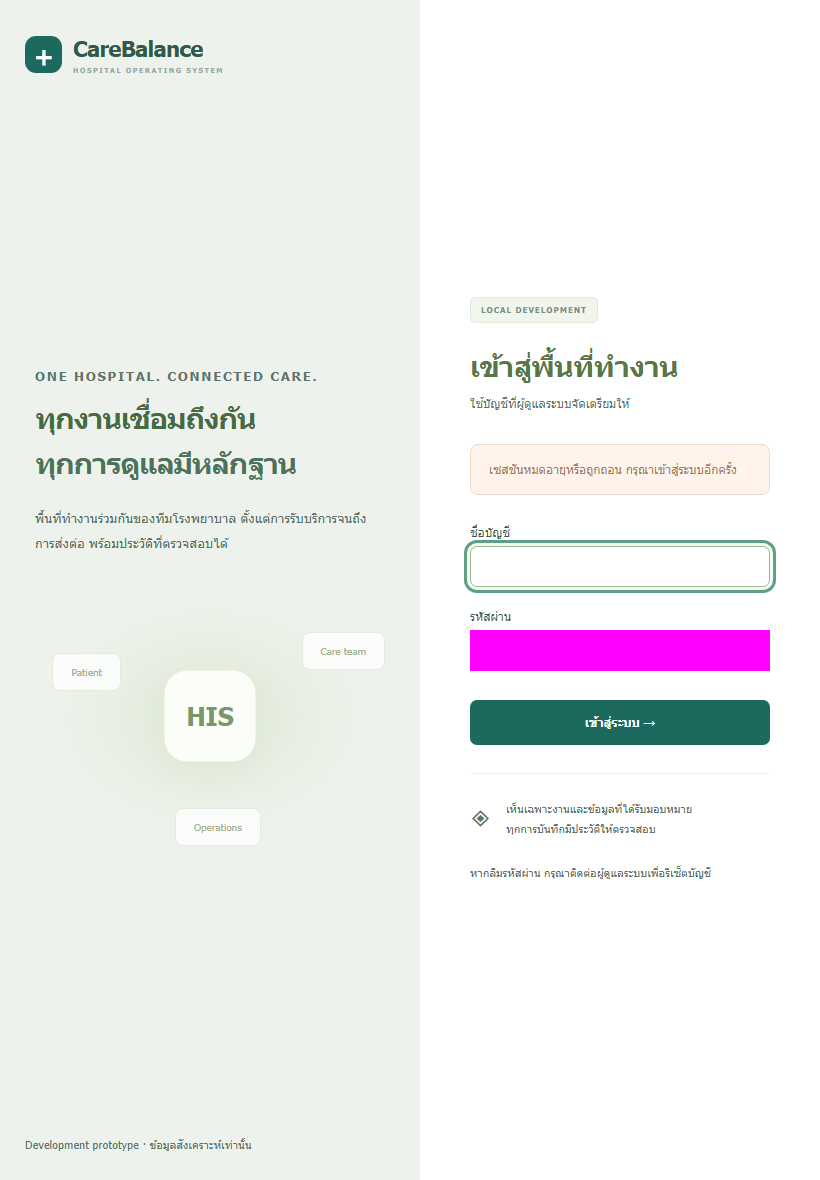 CareBalance
HOSPITAL OPERATING SYSTEM
ONE HOSPITAL. CONNECTED CARE.
ทุกงานเชื่อมถึงกัน
ทุกการดูแลมีหลักฐาน
พื้นที่ทำงานร่วมกันของทีมโรงพยาบาล ตั้งแต่การรับบริการจนถึง
การส่งต่อ พร้อมประวัติที่ตรวจสอบได้
Patient
Care team
HIS
Operations
Development prototype · ข้อมูลสังเคราะห์เท่านั้น
LOCAL DEVELOPMENT
เข้าสู่พื้นที่ทำงาน
ใช้บัญชีที่ผู้ดูแลระบบจัดเตรียมให้
เซสชันหมดอายุหรือถูกถอน กรุณาเข้าสู่ระบบอีกครั้ง
ชื่อบัญชี
รหัสผ่าน
เข้าสู่ระบบ →
เห็นเฉพาะงานและข้อมูลที่ได้รับมอบหมาย
ทุกการบันทึกมีประวัติให้ตรวจสอบ
หากลืมรหัสผ่าน กรุณาติดต่อผู้ดูแลระบบเพื่อรีเซ็ตบัญชี